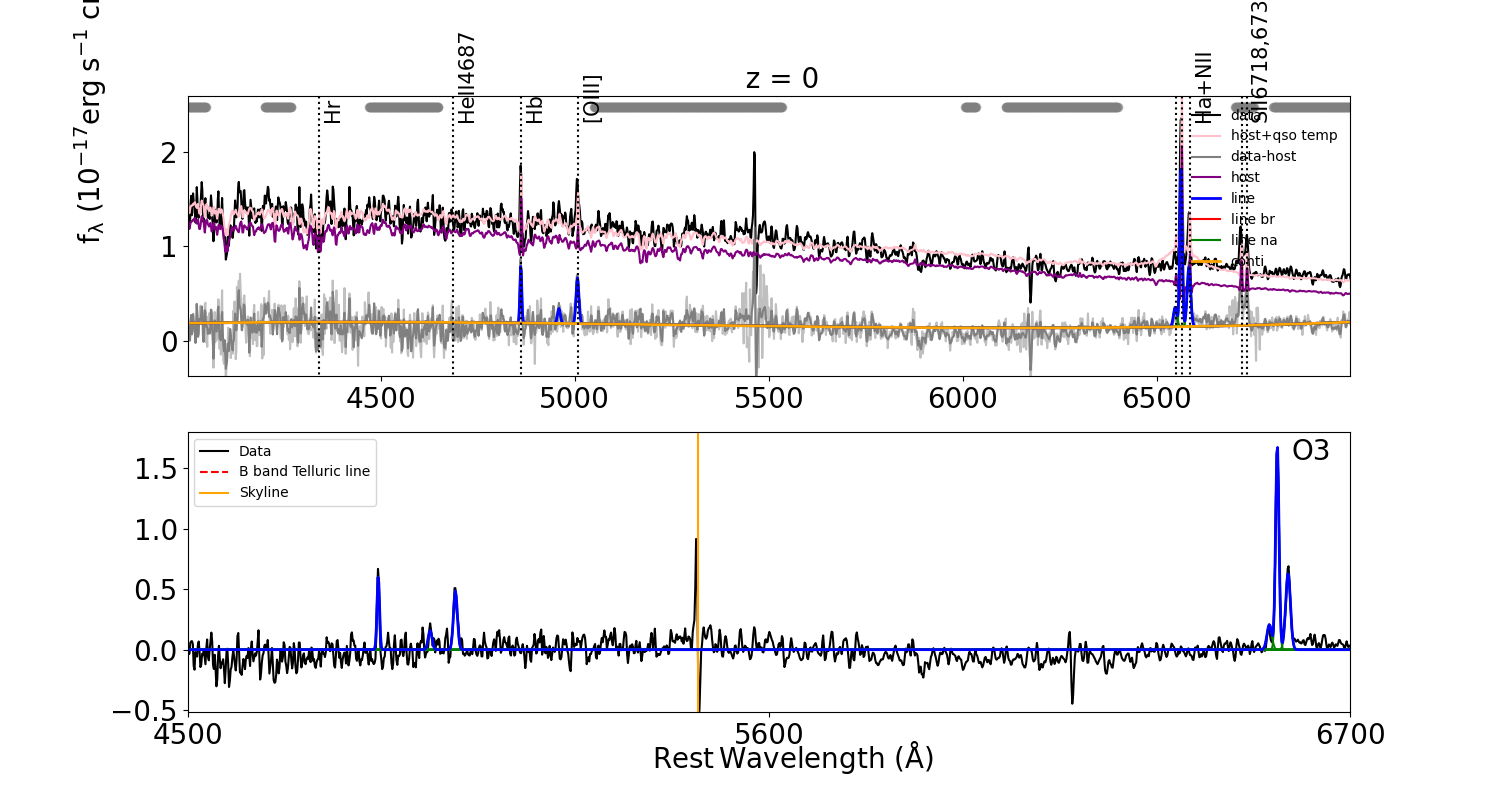 z = 0
fλ (10−17erg s−1 c
Hr
HeII4687
Hb
[OIII]
Ha+NII
SII6718,673
data
host+qso temp
data-host
host
line
line br
line na
conti
2
1
0
4500 5000 5500 6000 6500
Data
B band Telluric line
Skyline
O3
1.5
1.0
0.5
0.0
−0.5
4500 5600 6700
Rest Wavelength (Å)